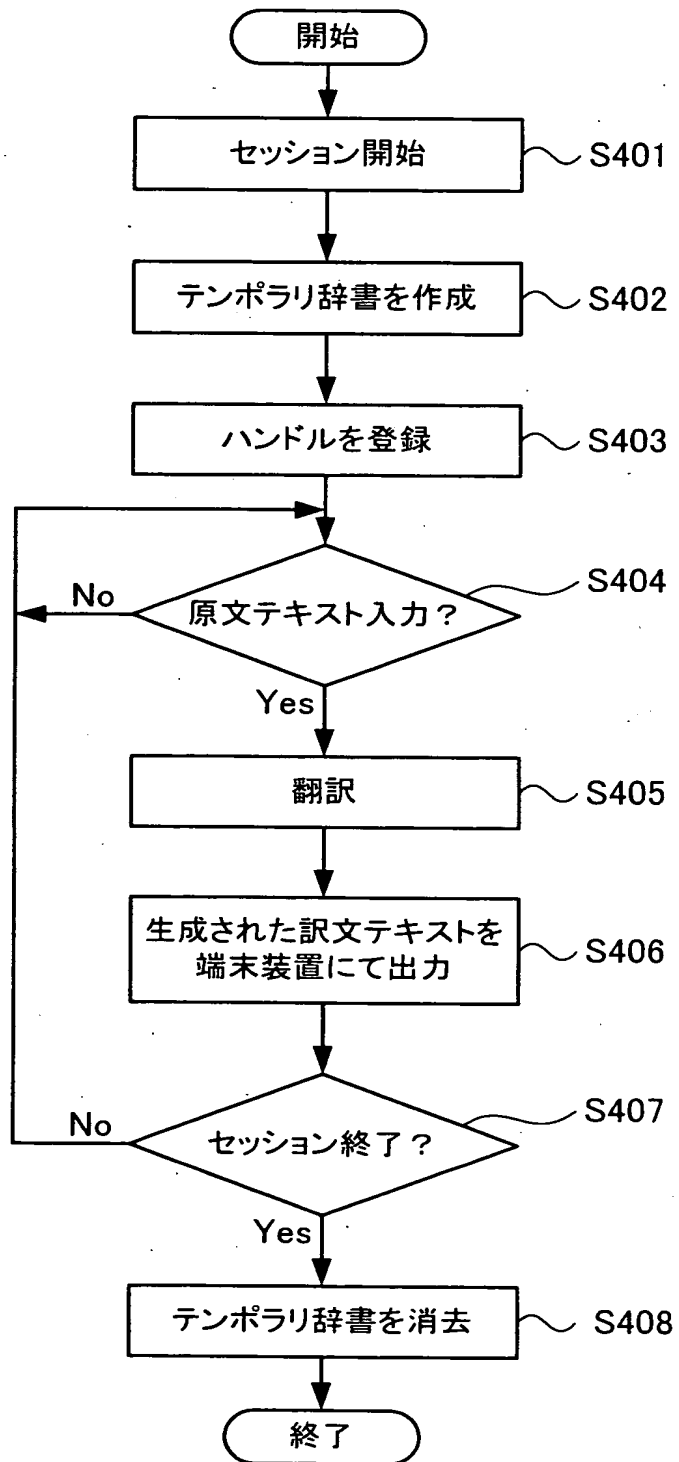 開始
セッション開始
S401
テンポラリ辞書を作成
S402
ハンドルを登録
S403
原文テキスト入力？
S404
No
Yes
翻訳
S405
生成された訳文テキストを
端末装置にて出力
S406
セッション終了？
S407
No
Yes
テンポラリ辞書を消去
S408
終了